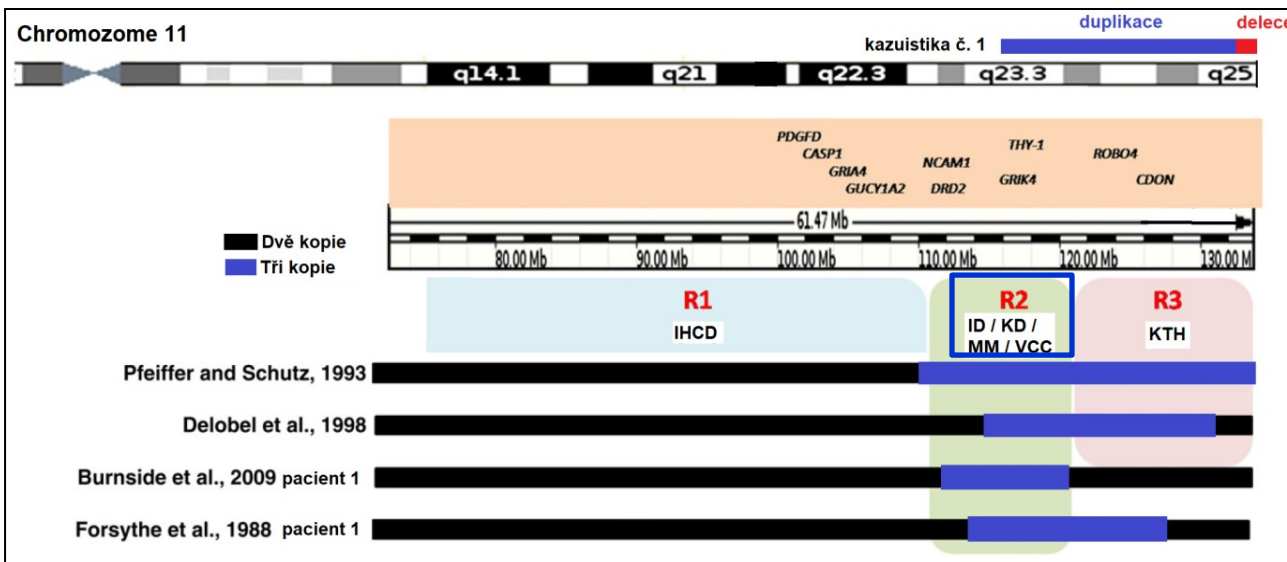 Chromozome 11
duplikace
delece
kazuistika č. 1
q14.1 q21 q22.3 q23.3 q25
PDGFD
CASP1
GRIA4
GUCY1A2
NCAM1
DRD2
THY-1
GRIK4
ROBO4
CDON
61.47 Mb
Dvě kopie
Tři kopie
80.00 Mb 90.00 Mb 100.00 Mb 110.00 Mb 120.00 Mb 130.00 M
R1
IHCD
R2
ID / KD /
MM / VCC
R3
KTH
Pfeiffer and Schutz, 1993
Delobel et al., 1998
Burnside et al., 2009 pacient 1
Forsythe et al., 1988 pacient 1